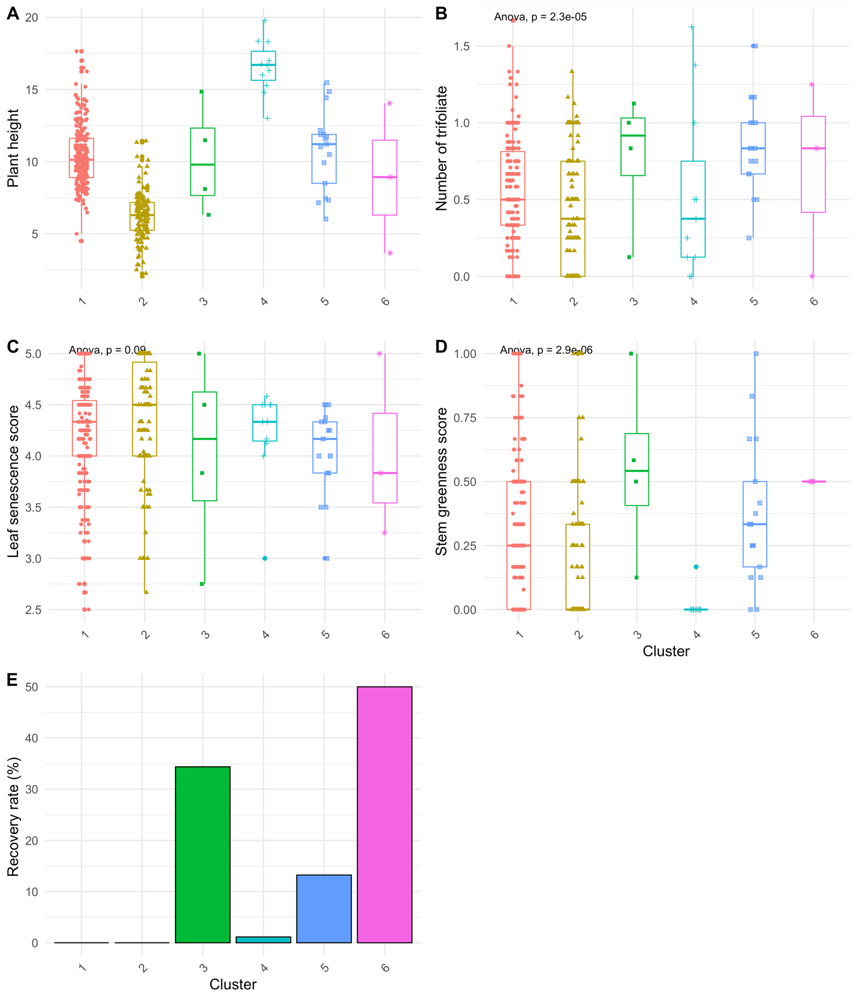 A
Plant height
20
15
10
5
1 2 3 4 5 6
B
Anova, p = 2.3e-05
Number of trifoliate
1.5
1.0
0.5
0.0
1 2 3 4 5 6
C
Anova, p = 0.09
Leaf senescence score
5.0
4.5
4.0
3.5
3.0
2.5
1 2 3 4 5 6
D
Anova, p = 2.9e-06
Stem greenness score
1.00
0.75
0.50
0.25
0.00
1 2 3 4 5 6
Cluster
E
Recovery rate (%)
50
40
30
20
10
0
1 2 3 4 5 6
Cluster